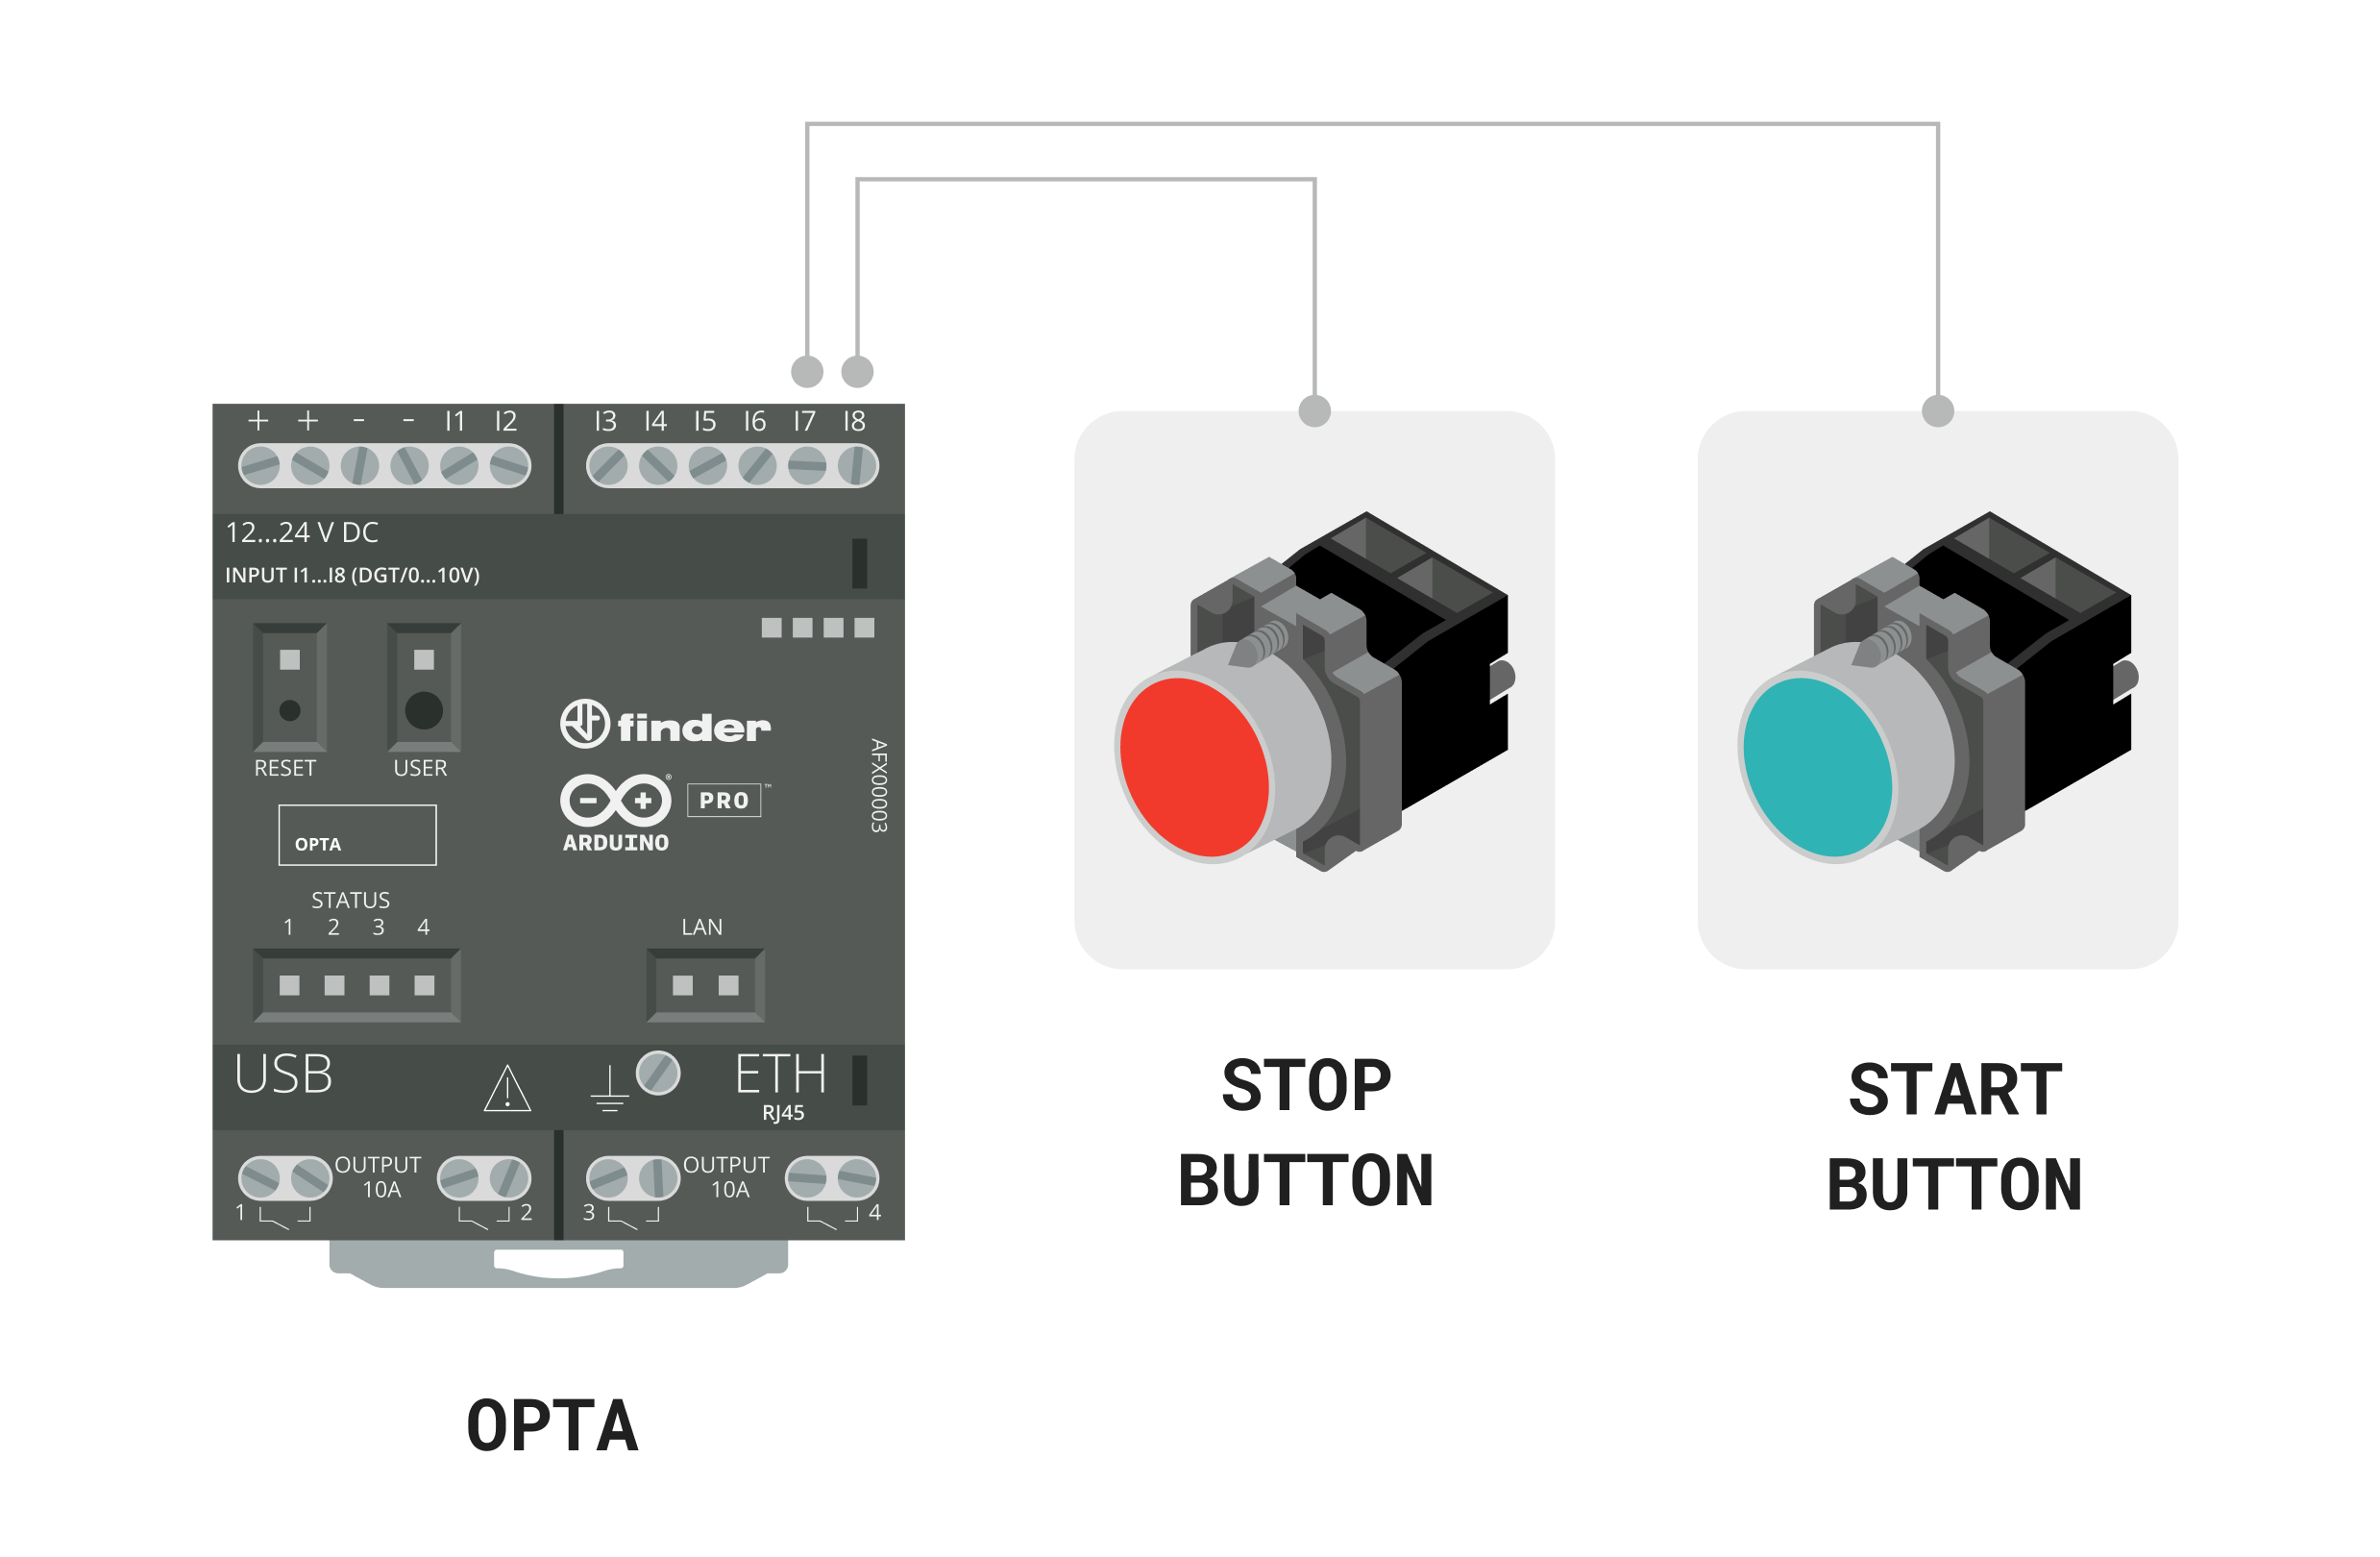 + + - - I1 I2 I3 I4 I5 I6 I7 I8
12...24 V DC
INPUT I1...I8 (DGT/0...10V)
RESET USER
finder
ARDUINO® PRO™
AFX00003
OPTA
STATUS
1 2 3 4
LAN
USB
ETH
RJ45
OUTPUT
10A
1 2
OUTPUT
10A
3 4
OPTA
STOP
BUTTON
START
BUTTON